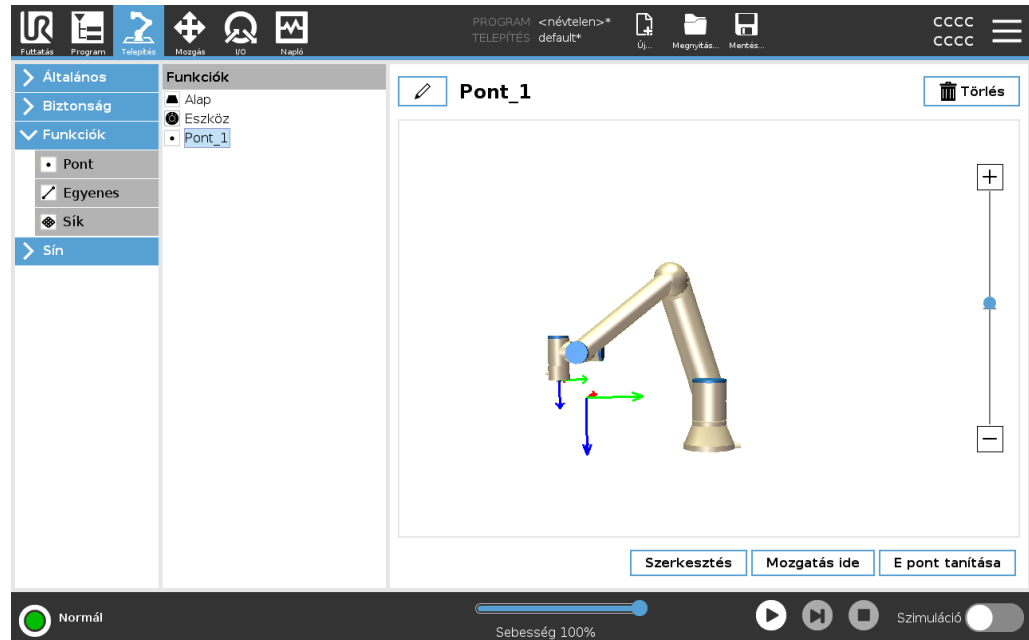 UR
Futtatás
Program
Telepítés
Mozgás
I/O
Napló
PROGRAM <névtelen>*
TELEPÍTÉS default*
Új...
Megnyitás...
Mentés...
CCCC
CCCC
Általános
Biztonság
Funkciók
Pont
Egyenes
Sík
Sín
Funkciók
Alap
Eszköz
Pont_1
Pont_1
Törlés
Szerkesztés
Mozgatás ide
E pont tanítása
Normál
Sebesség 100%
Szimuláció